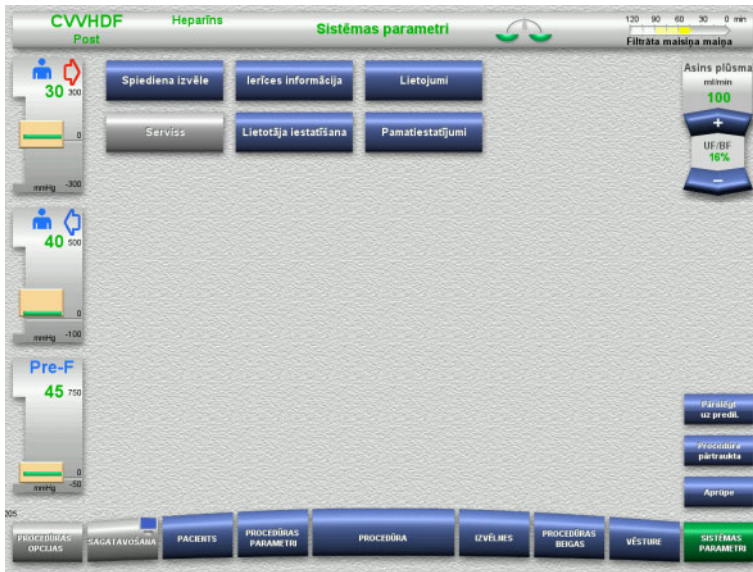 CVVHDF
Post
Heparīns
Sistēmas parametri
120 90 60 30 0 min
Filtrāta maisiņa maiņa
30 300
0
mmHg -300
40 500
0
mmHg -100
Pre-F
45 750
0
mmHg -50
Spiediena izvēle
Ierīces informācija
Lietojumi
Serviss
Lietotāja iestatīšana
Pamatiestatījumi
Asins plūsma
ml/min
100
+
UF/BF
16%
−
Pārslēgt
uz predil.
Procedūra
pārtraukta
Aprūpe
205
PROCEDŪRAS
OPCIJAS
SAGATAVOŠANA
PACIENTS
PROCEDŪRAS
PARAMETRI
PROCEDŪRA
IZVĒLNES
PROCEDŪRAS
BEIGAS
VĒSTURE
SISTĒMAS
PARAMETRI